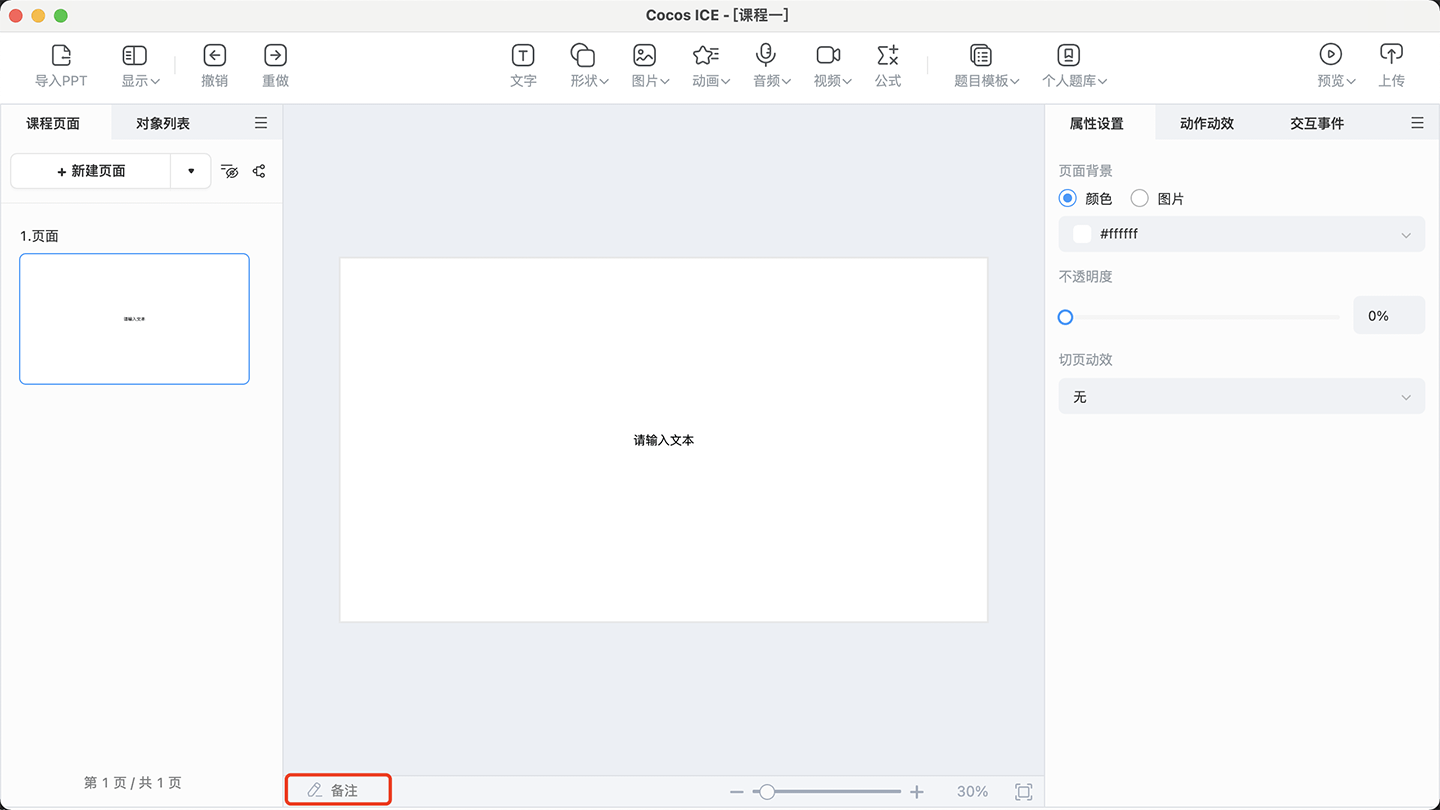 Cocos ICE - [课程一]
导入PPT 显示 撤销 重做 文字 形状 图片 动画 音频 视频 公式 题目模板 个人题库 预览 上传
课程页面 对象列表
+ 新建页面
1.页面
请输入文本
第 1 页 / 共 1 页
请输入文本
备注
30%
属性设置 动作动效 交互事件
页面背景
颜色 图片
#ffffff
不透明度
0%
切页动效
无